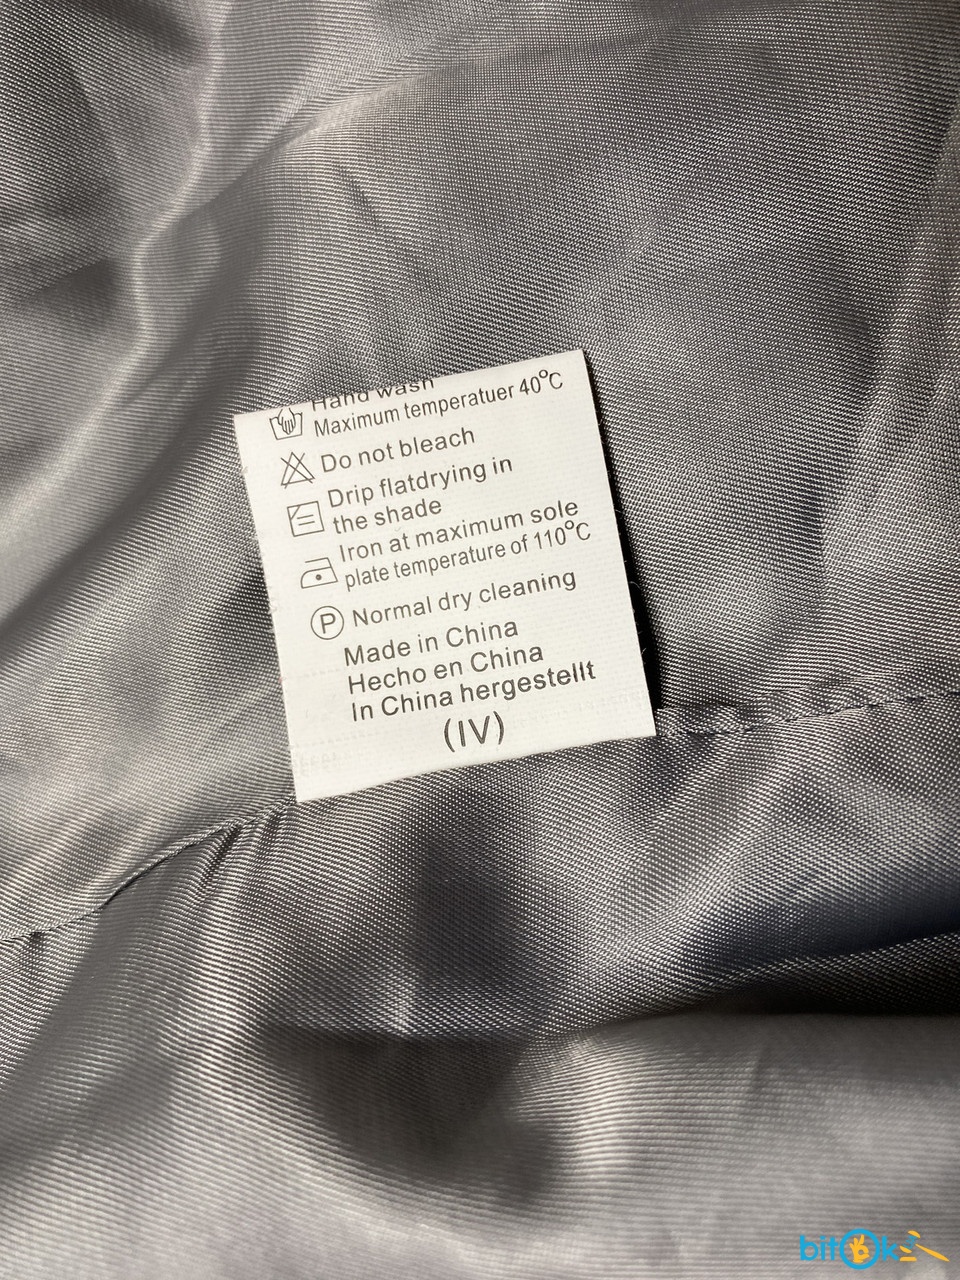 Hand wash
Maximum temperatuer 40°C
Do not bleach
Drip flatdrying in
the shade
Iron at maximum sole
plate temperature of 110°C
P Normal dry cleaning
Made in China
Hecho en China
In China hergestellt
(IV)
bitOk